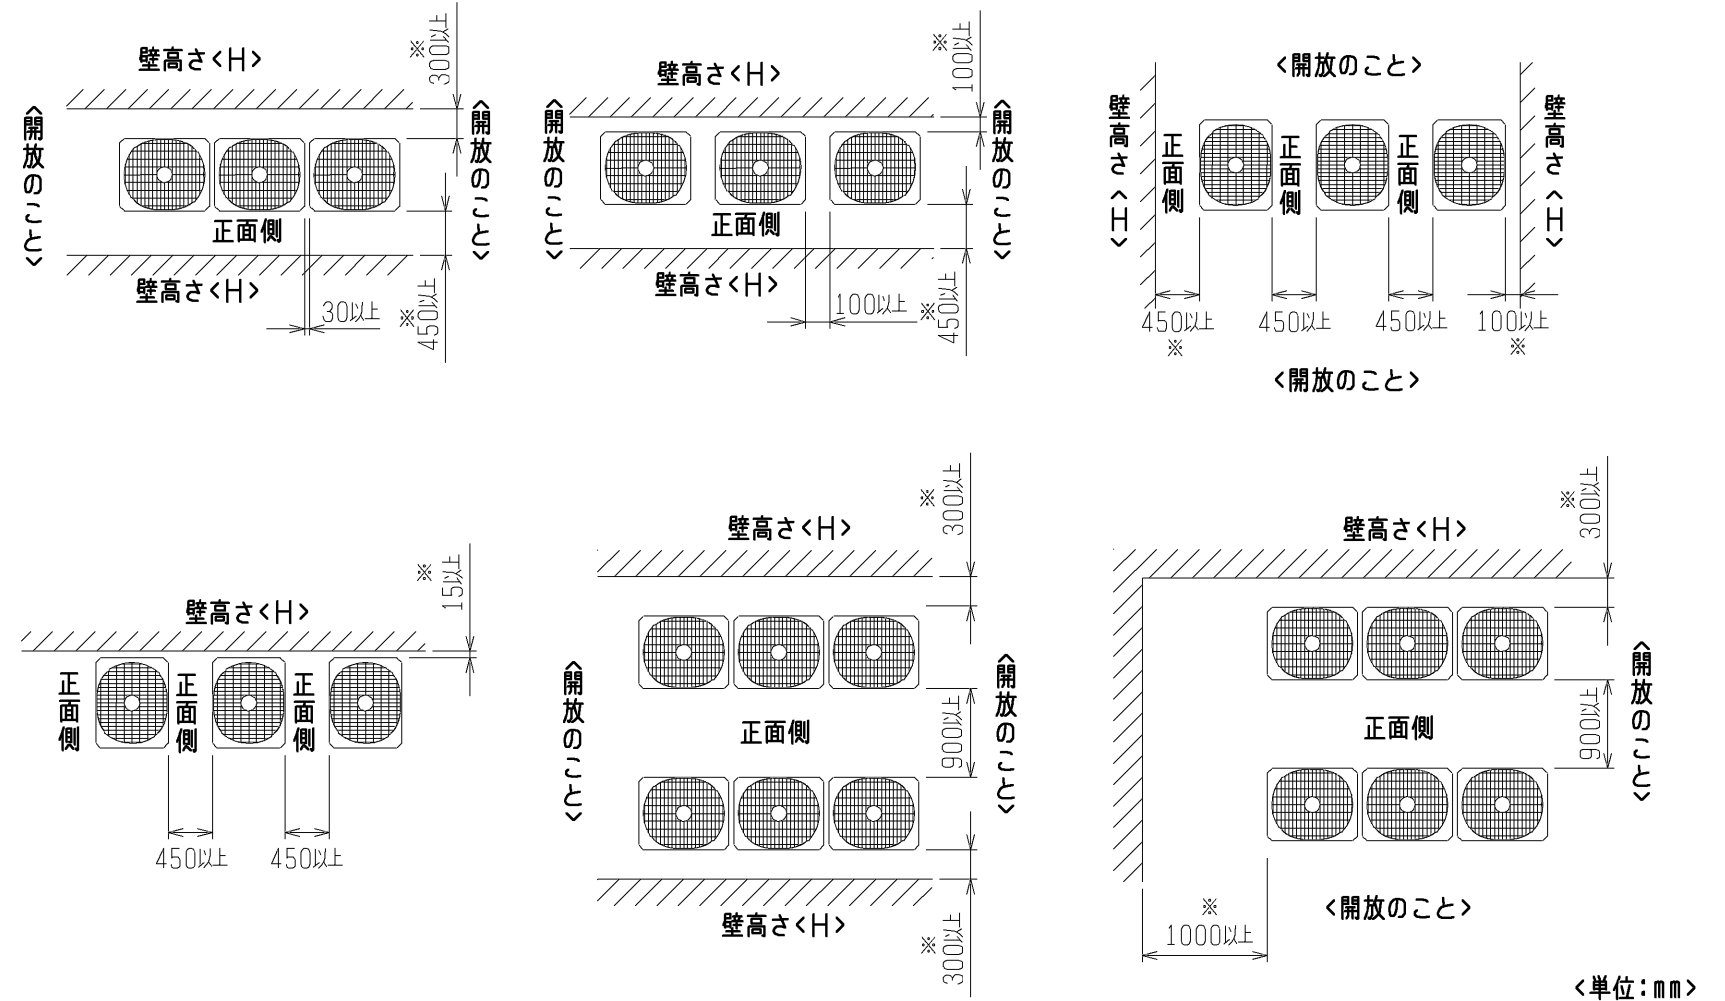 壁高さ<H>
※
300以上
<開放のこと>
<開放のこと>
正面側
壁高さ<H>
30以上
※
450以上
壁高さ<H>
※
100以上
<開放のこと>
<開放のこと>
正面側
壁高さ<H>
100以上
※
450以上
<開放のこと>
壁高さ<H>
正面側
正面側
正面側
壁高さ<H>
450以上
※
450以上
450以上
100以上
※
<開放のこと>
壁高さ<H>
※
15以上
正面側
正面側
正面側
450以上
450以上
壁高さ<H>
※
300以上
<開放のこと>
正面側
900以上
<開放のこと>
壁高さ<H>
※
300以上
壁高さ<H>
※
300以上
正面側
900以上
<開放のこと>
※
1000以上
<開放のこと>
<単位:mm>